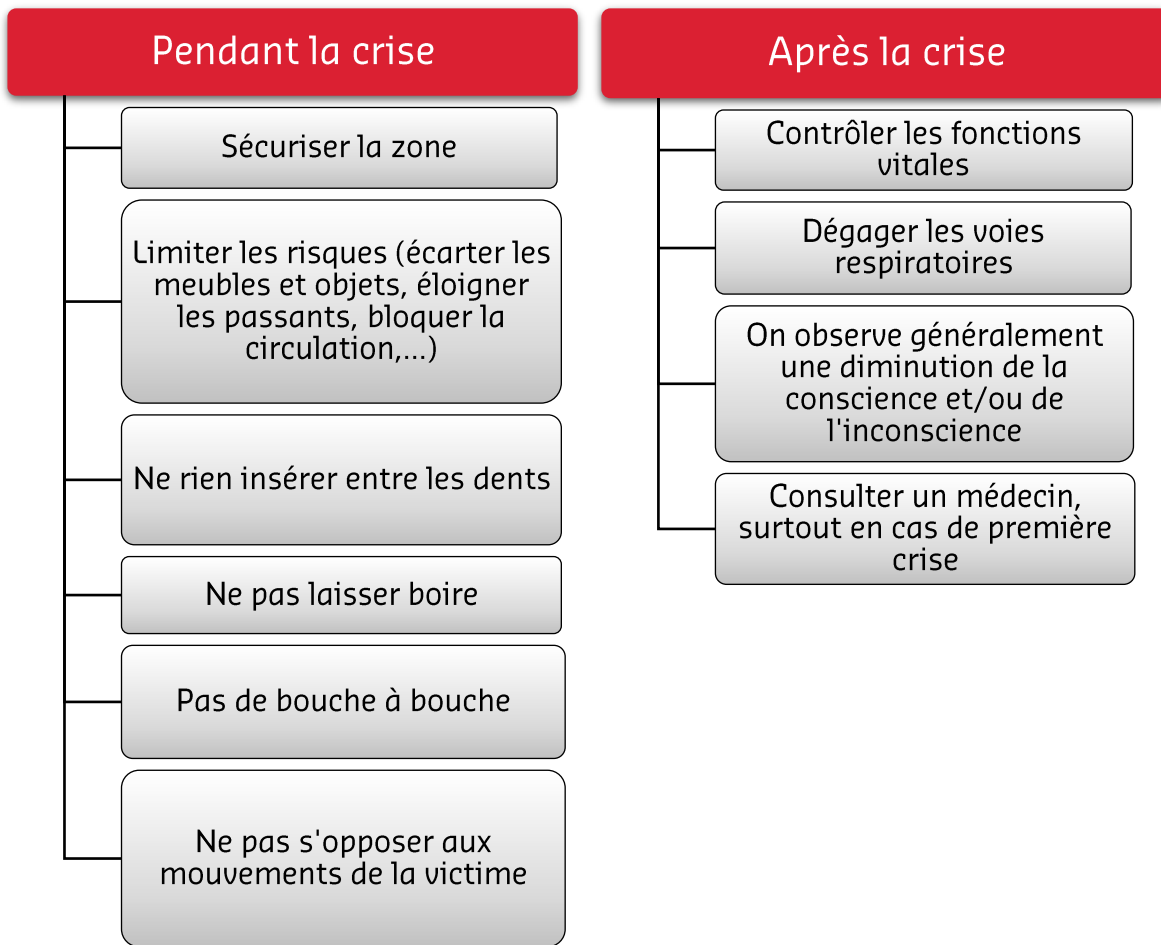 Pendant la crise
Sécuriser la zone
Limiter les risques (écarter les
meubles et objets, éloigner
les passants, bloquer la
circulation,...)
Ne rien insérer entre les dents
Ne pas laisser boire
Pas de bouche à bouche
Ne pas s'opposer aux
mouvements de la victime
Après la crise
Contrôler les fonctions
vitales
Dégager les voies
respiratoires
On observe généralement
une diminution de la
conscience et/ou de
l'inconscience
Consulter un médecin,
surtout en cas de première
crise